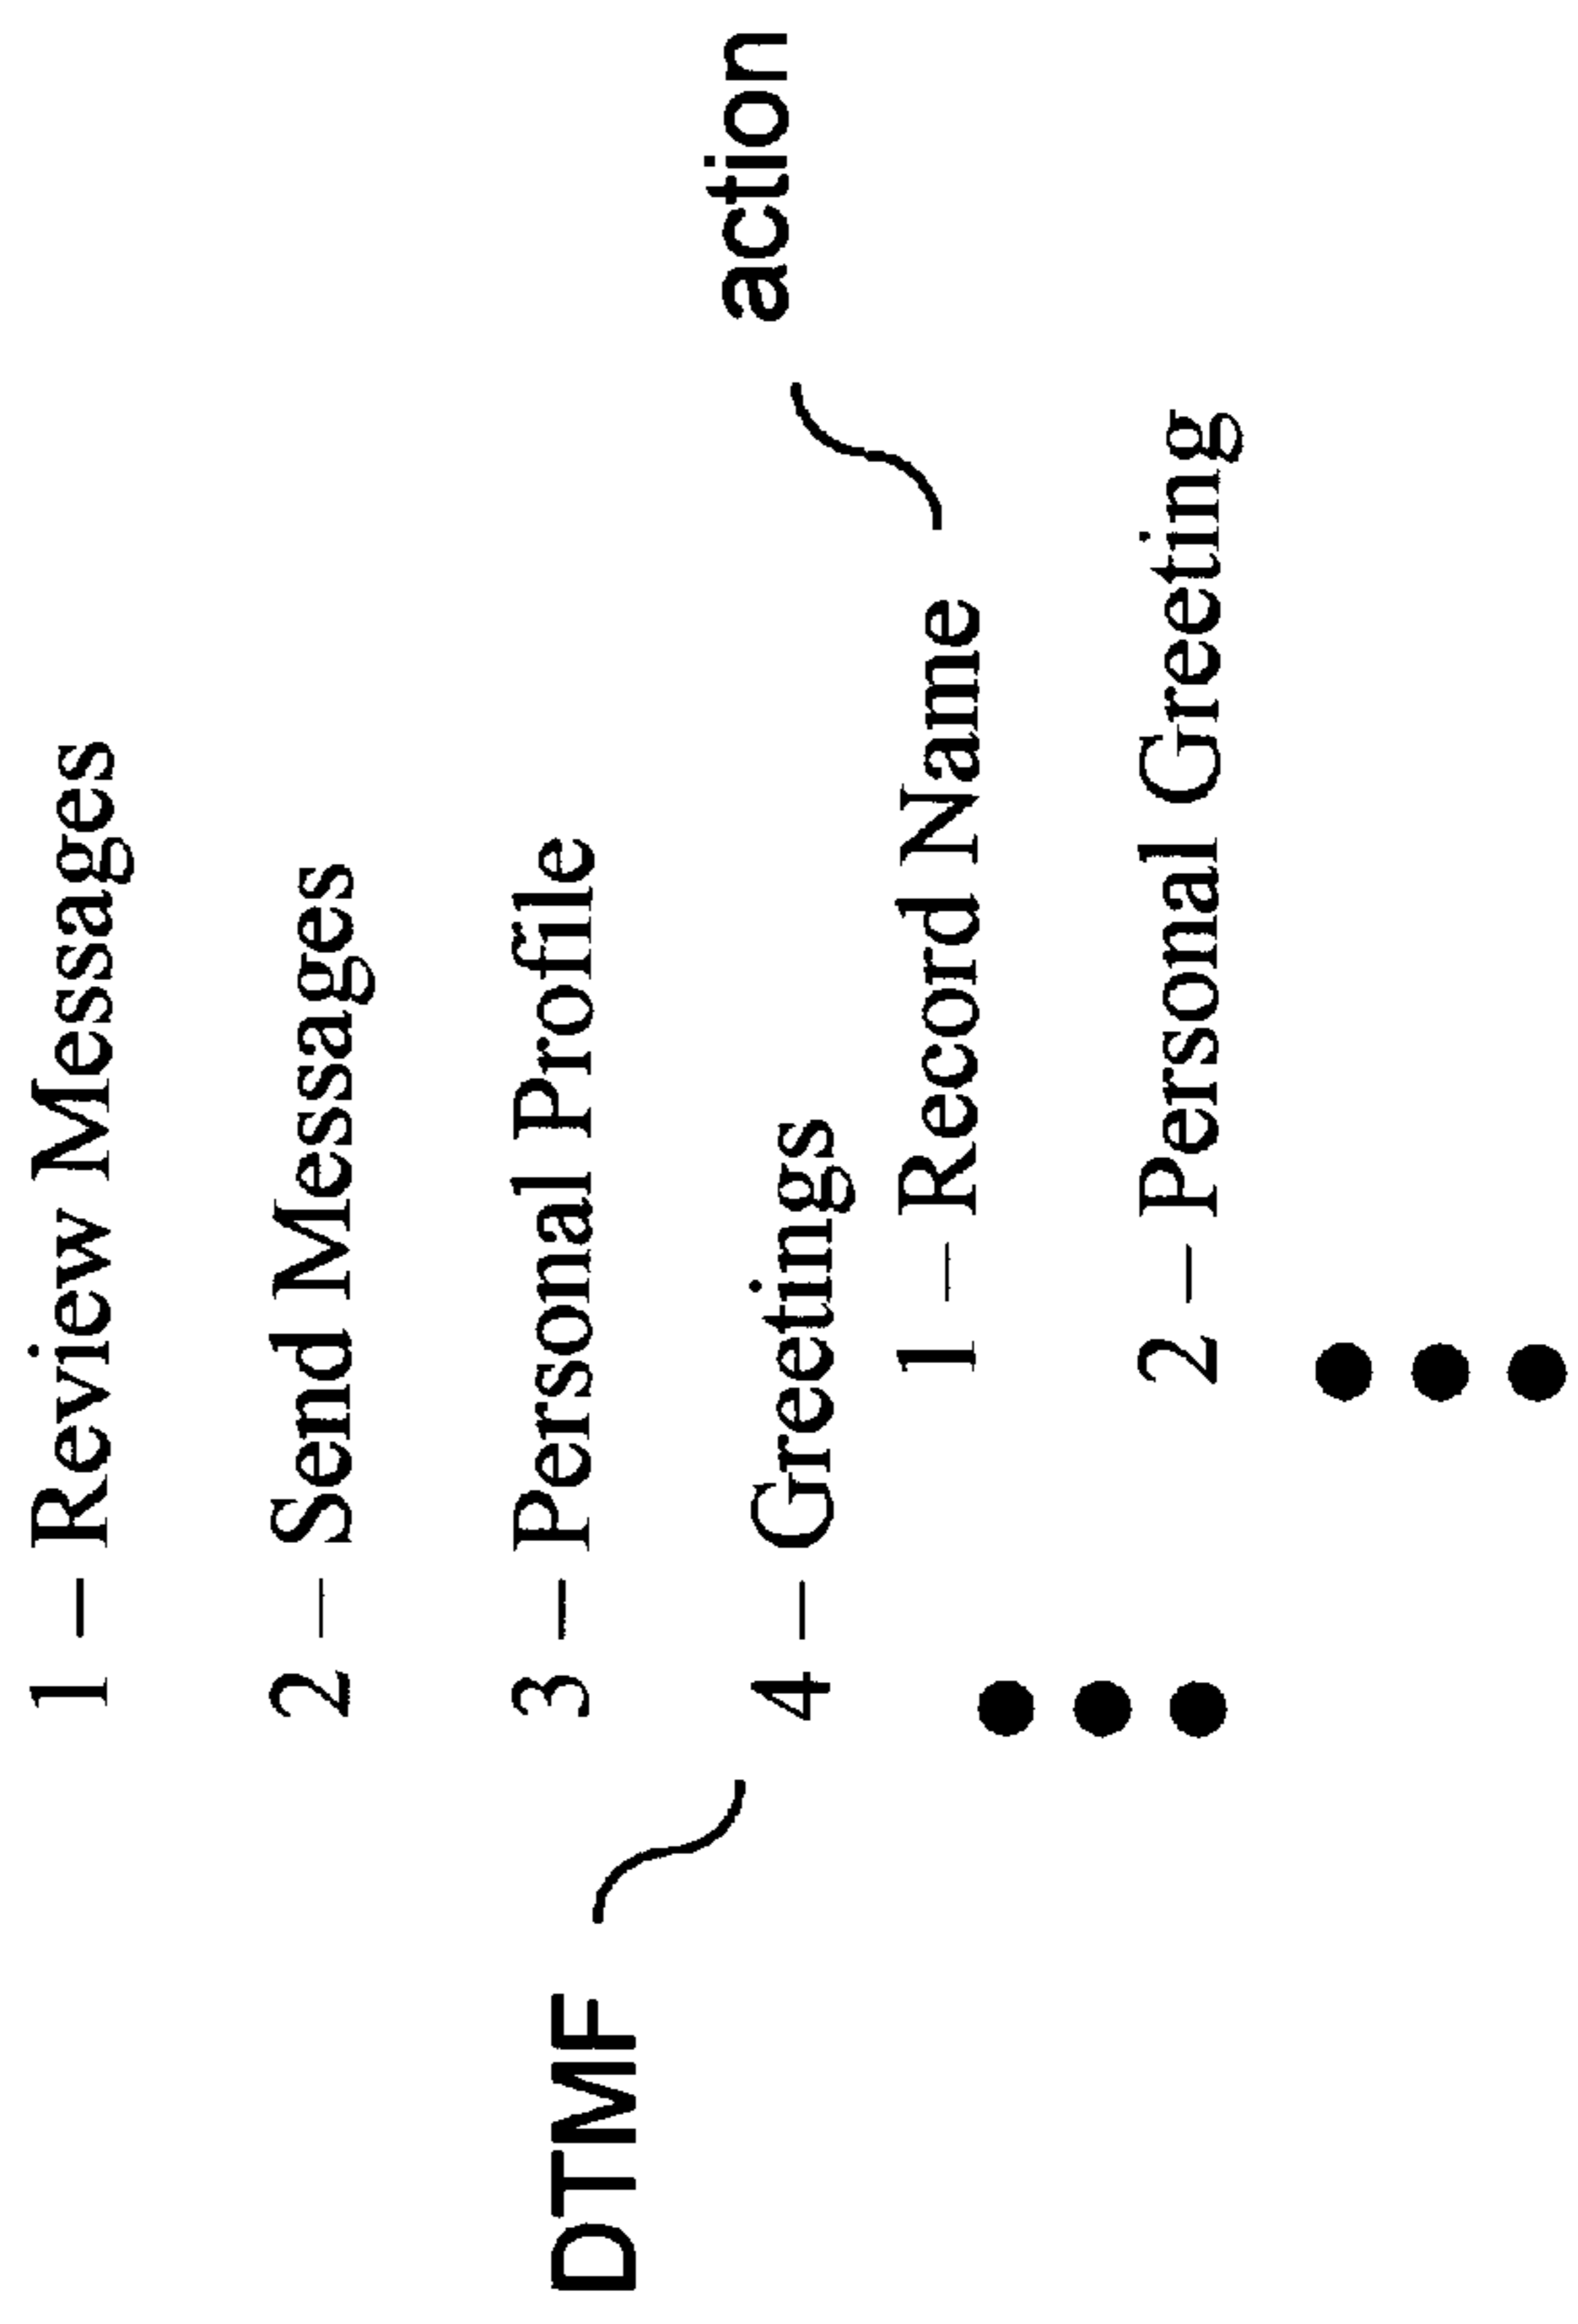 1 – Review Messages
2 – Send Messages
3 – Personal Profile
DTMF
4 – Greetings
action
1 – Record Name
2 – Personal Greeting